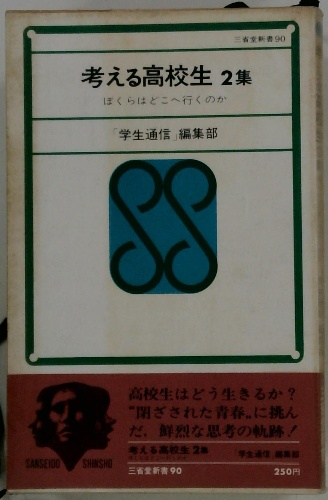 三省堂新書90
考える高校生 2集
ぼくらはどこへ行くのか
「学生通信」編集部
高校生はどう生きるか?
“閉ざされた青春„に挑ん
だ、鮮烈な思考の軌跡!
考える高校生 2集
「学生通信」編集部
SANSEIDO SHINSHO
三省堂新書90
250円